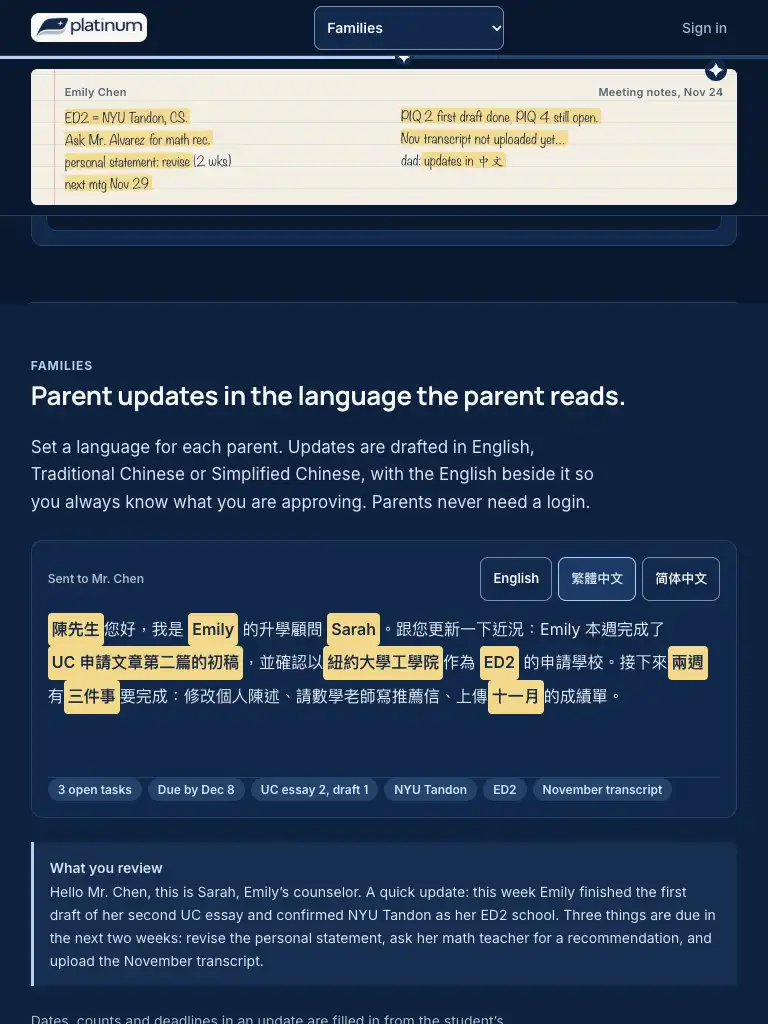 platinum
Families
Sign in
Emily Chen
Meeting notes, Nov 24
ED2 = NYU Tandon, CS.
Ask Mr. Alvarez for math rec.
personal statement: revise (2 wks)
next mtg Nov 29
PIQ 2 first draft done, PIQ 4 still open.
Nov transcript not uploaded yet...
dad: updates in 中文
FAMILIES
Parent updates in the language the parent reads.
Set a language for each parent. Updates are drafted in English,
Traditional Chinese or Simplified Chinese, with the English beside it so
you always know what you are approving. Parents never need a login.
Sent to Mr. Chen
English
繁體中文
简体中文
陳先生您好，我是 Emily 的升學顧問 Sarah。跟您更新一下近況：Emily 本週完成了
UC 申請文章第二篇的初稿，並確認以紐約大學工學院作為 ED2 的申請學校。接下來兩週
有三件事要完成：修改個人陳述、請數學老師寫推薦信、上傳十一月的成績單。
3 open tasks
Due by Dec 8
UC essay 2, draft 1
NYU Tandon
ED2
November transcript
What you review
Hello Mr. Chen, this is Sarah, Emily’s counselor. A quick update: this week Emily finished the first
draft of her second UC essay and confirmed NYU Tandon as her ED2 school. Three things are due in
the next two weeks: revise the personal statement, ask her math teacher for a recommendation, and
upload the November transcript.
Dates, counts and deadlines in an update are filled in from the student’s